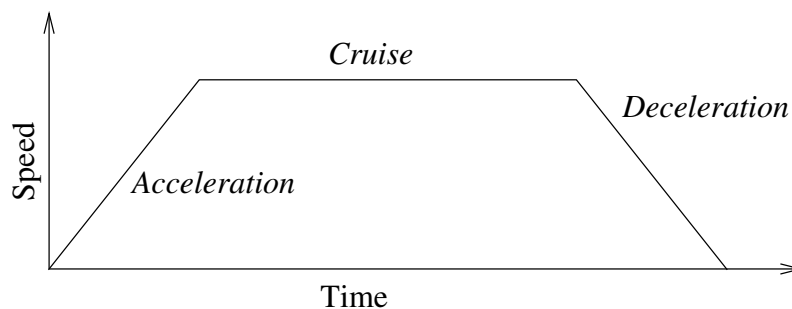 Cruise
Deceleration
Acceleration
Speed
Time